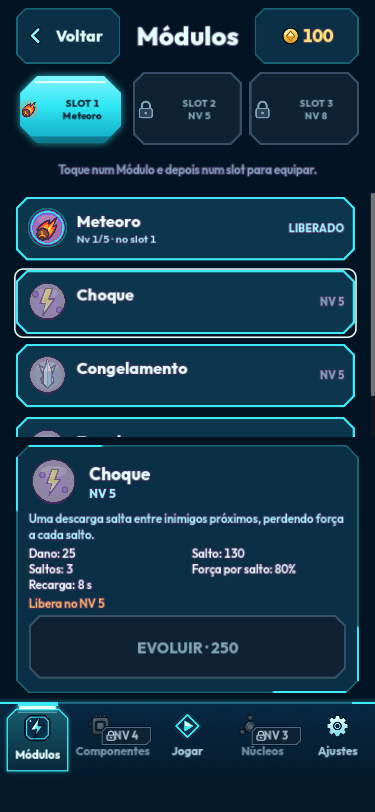 Voltar
Módulos
100
SLOT 1
Meteoro
SLOT 2
NV 5
SLOT 3
NV 8
Toque num Módulo e depois num slot para equipar.
Meteoro
Nv 1/5 · no slot 1
LIBERADO
Choque
NV 5
Congelamento
NV 5
Choque
NV 5
Uma descarga salta entre inimigos próximos, perdendo força
a cada salto.
Dano: 25
Salto: 130
Saltos: 3
Força por salto: 80%
Recarga: 8 s
Libera no NV 5
EVOLUIR · 250
NV 4
NV 3
Módulos
Componentes
Jogar
Núcleos
Ajustes